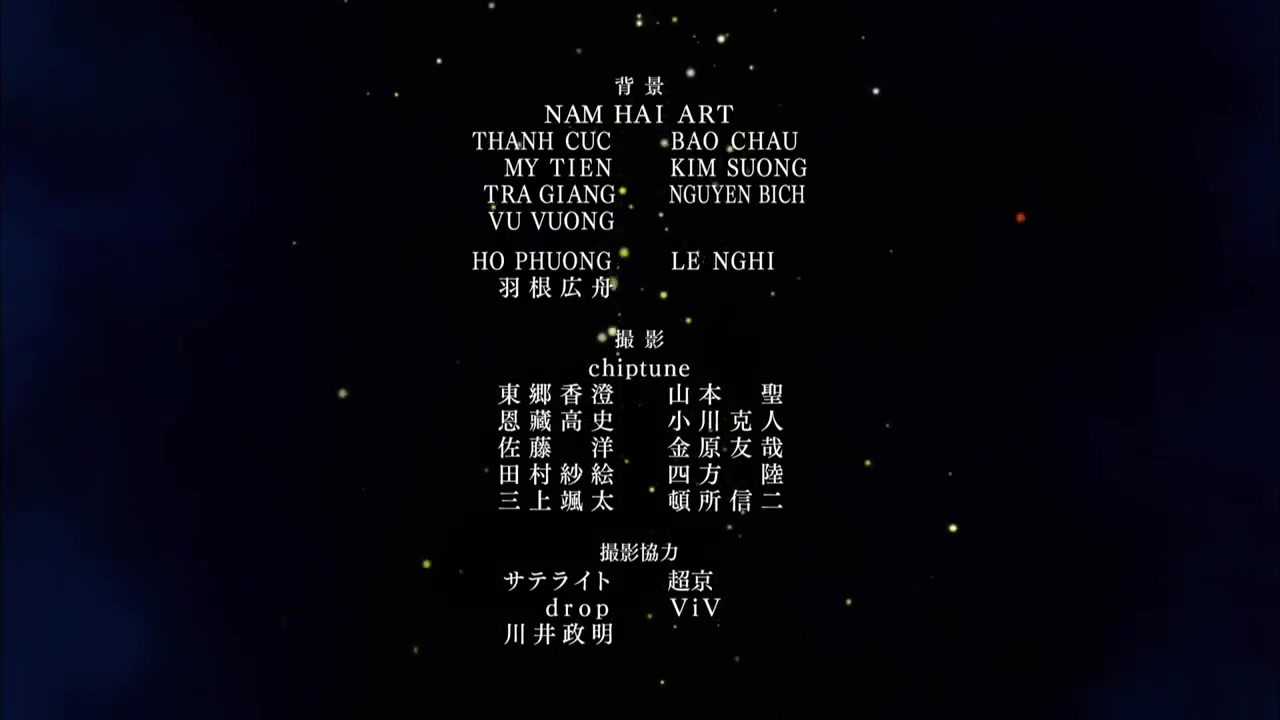 背景
NAM HAI ART
THANH CUC BAO CHAU
MY TIEN KIM SUONG
TRA GIANG NGUYEN BICH
VU VUONG
HO PHUONG LE NGHI
羽根広舟
撮影
chiptune
東郷香澄 山本 聖
恩藏高史 小川克人
佐藤 洋 金原友哉
田村紗絵 四方 陸
三上颯太 頓所信二
撮影協力
サテライト 超京
drop ViV
川井政明